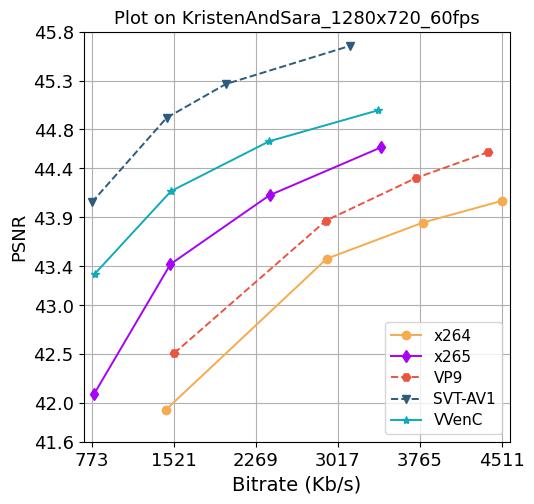 Plot on KristenAndSara_1280x720_60fps
45.8
45.3
44.8
44.4
43.9
43.4
43.0
42.5
42.0
41.6
PSNR
x264
x265
VP9
SVT-AV1
VVenC
773 1521 2269 3017 3765 4511
Bitrate (Kb/s)